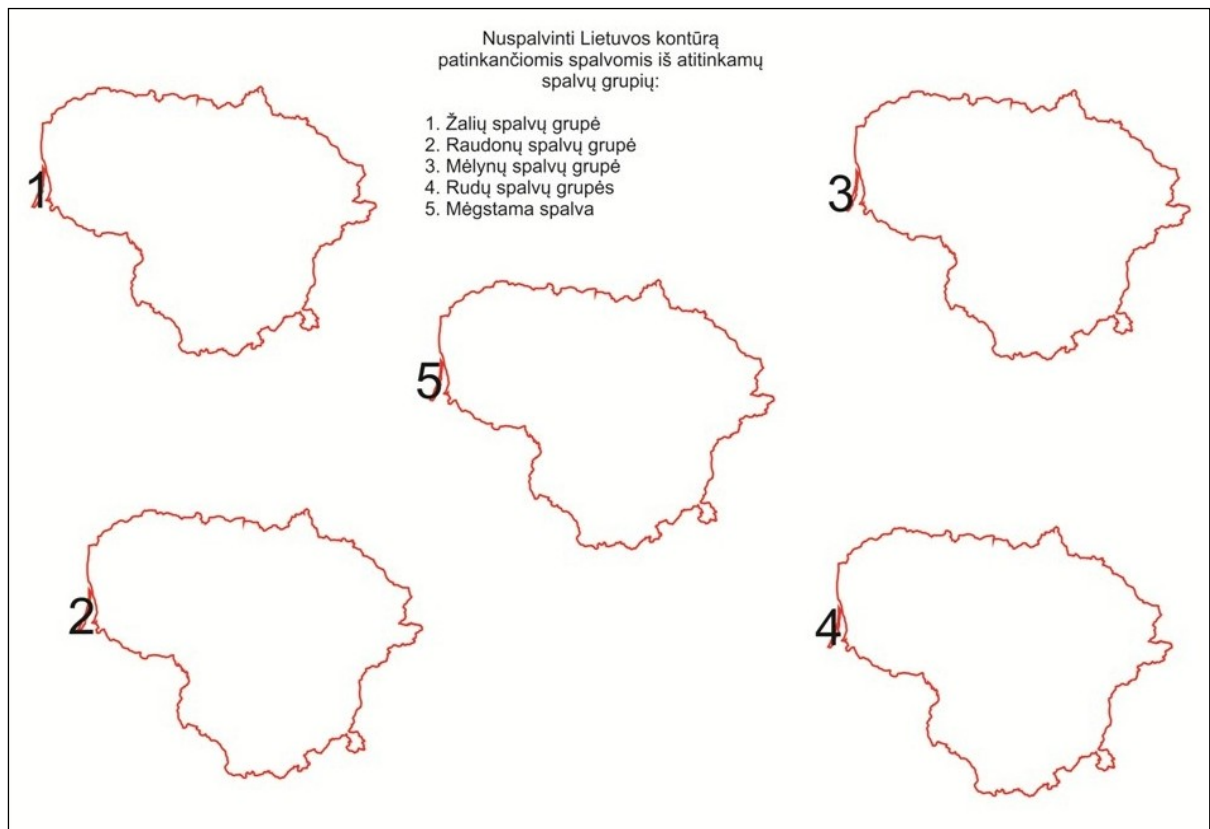 Nuspalvinti Lietuvos kontūrą
patinkančiomis spalvomis iš atitinkamų
spalvų grupių:
1. Žalių spalvų grupė
2. Raudonų spalvų grupė
3. Mėlynų spalvų grupė
4. Rudų spalvų grupės
5. Mėgstama spalva
1
3
5
2
4